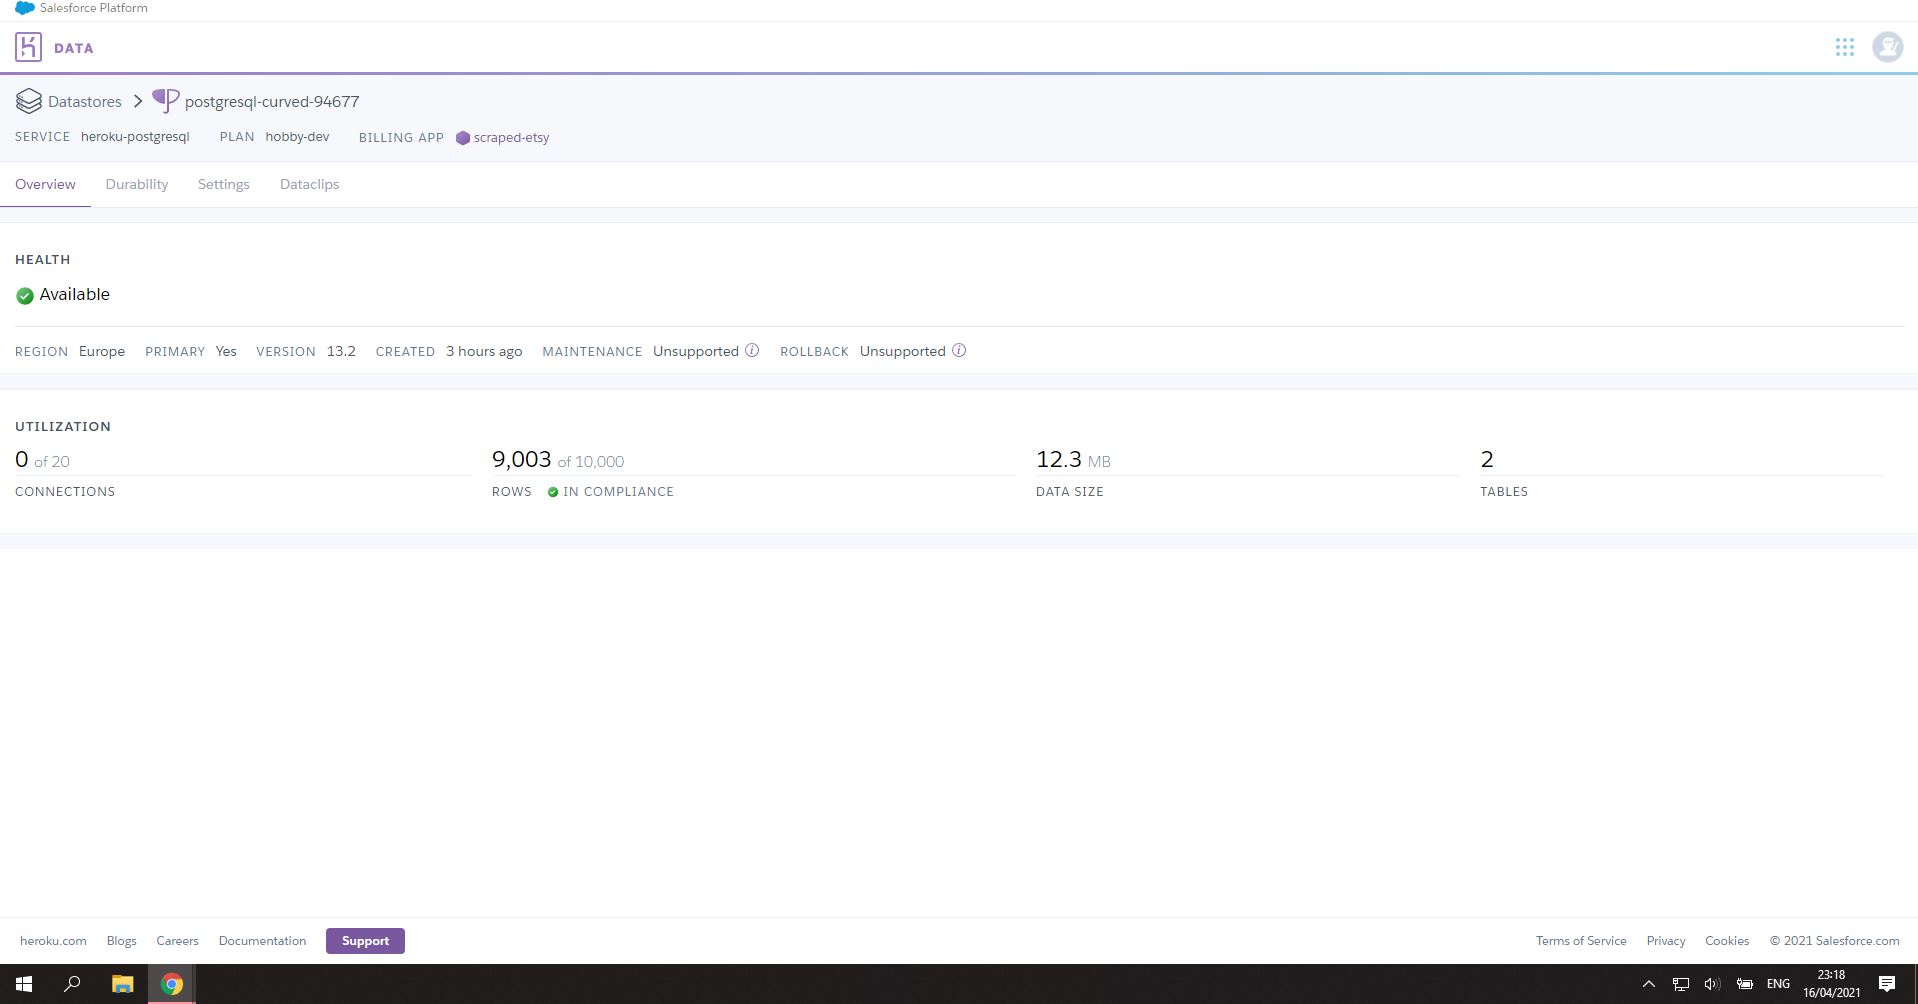 Salesforce Platform
DATA
Datastores postgresql-curved-94677
SERVICE heroku-postgresql PLAN hobby-dev BILLING APP scraped-etsy
Overview Durability Settings Dataclips
HEALTH
Available
REGION Europe PRIMARY Yes VERSION 13.2 CREATED 3 hours ago MAINTENANCE Unsupported ROLLBACK Unsupported
UTILIZATION
0 of 20 9,003 of 10,000 12.3 MB 2
CONNECTIONS ROWS IN COMPLIANCE DATA SIZE TABLES
heroku.com Blogs Careers Documentation Support Terms of Service Privacy Cookies © 2021 Salesforce.com
ENG 23:18
16/04/2021